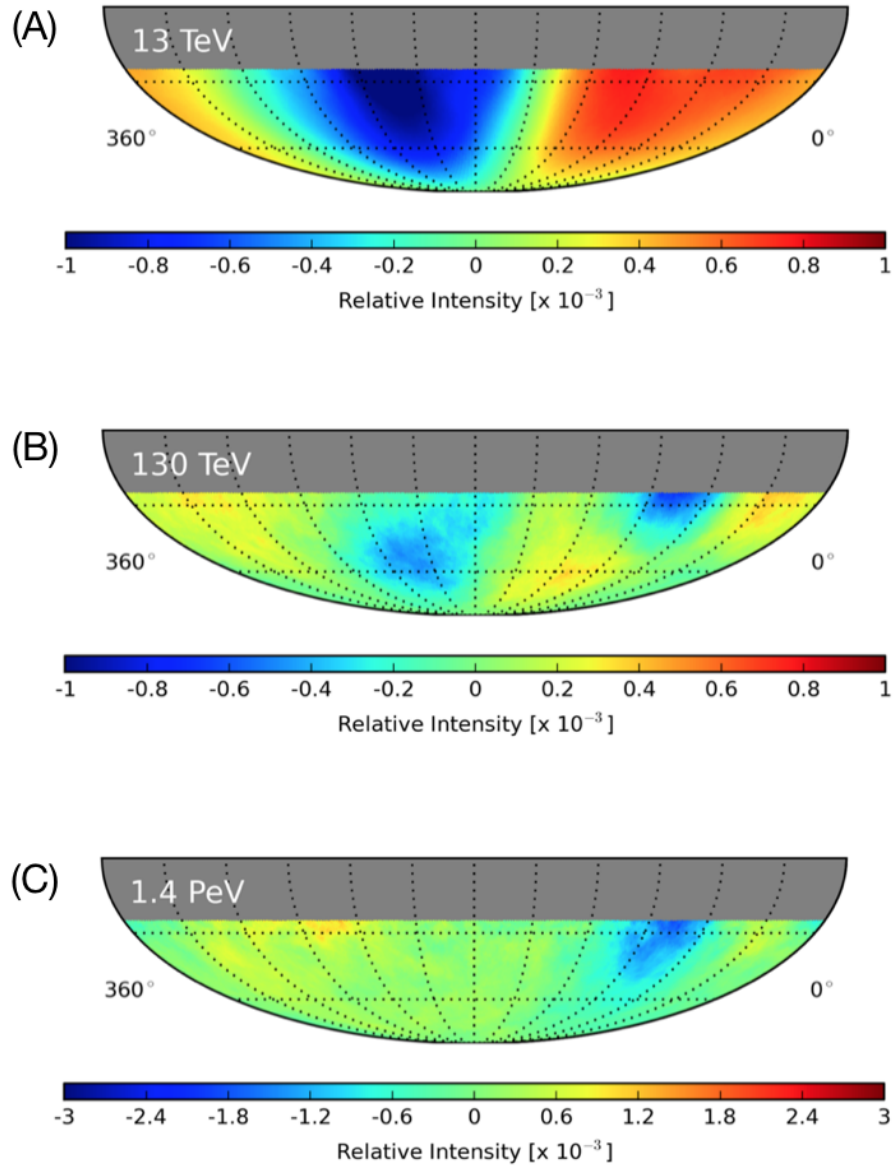 (A)
13 TeV
360° 0°
-1 -0.8 -0.6 -0.4 -0.2 0 0.2 0.4 0.6 0.8 1
Relative Intensity [x 10⁻³]
(B)
130 TeV
360° 0°
-1 -0.8 -0.6 -0.4 -0.2 0 0.2 0.4 0.6 0.8 1
Relative Intensity [x 10⁻³]
(C)
1.4 PeV
360° 0°
-3 -2.4 -1.8 -1.2 -0.6 0 0.6 1.2 1.8 2.4 3
Relative Intensity [x 10⁻³]